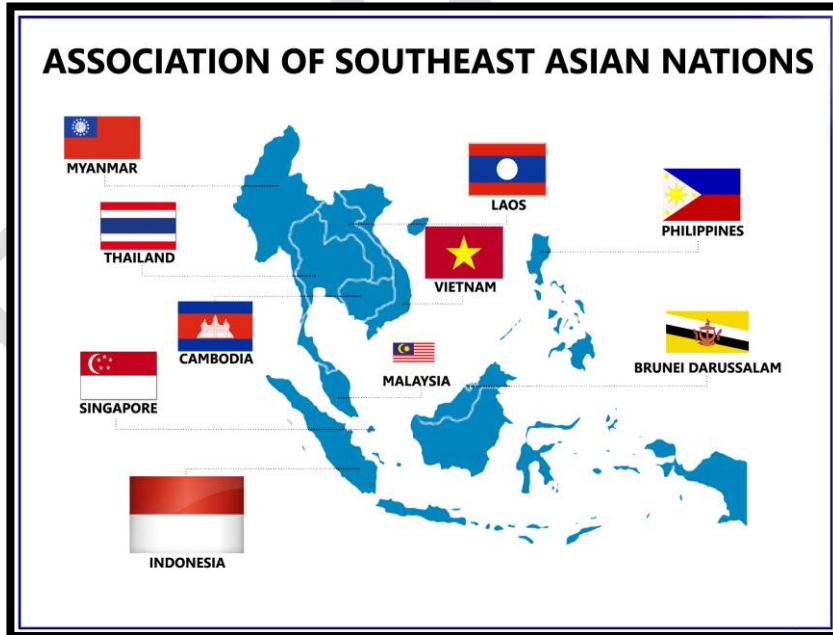 ASSOCIATION OF SOUTHEAST ASIAN NATIONS
MYANMAR
LAOS
THAILAND
PHILIPPINES
VIETNAM
CAMBODIA
MALAYSIA
BRUNEI DARUSSALAM
SINGAPORE
INDONESIA